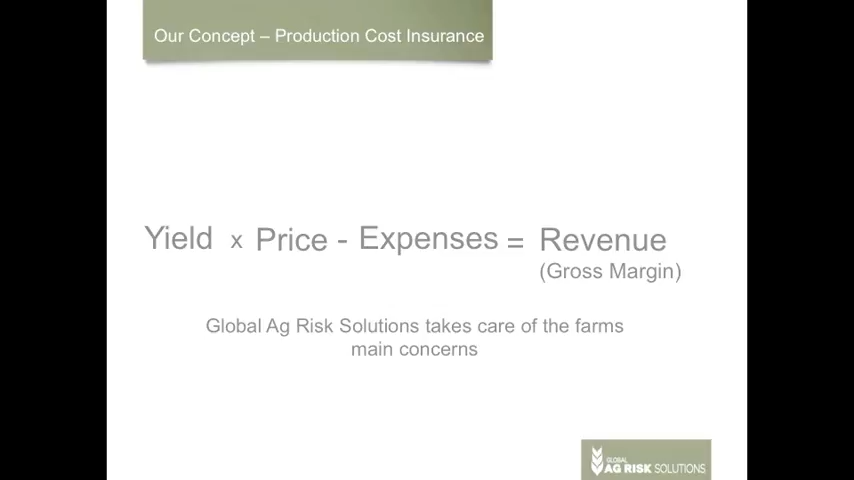 Our Concept – Production Cost Insurance
Yield x Price - Expenses = Revenue
(Gross Margin)
Global Ag Risk Solutions takes care of the farms
main concerns
GLOBAL
AG RISK SOLUTIONS